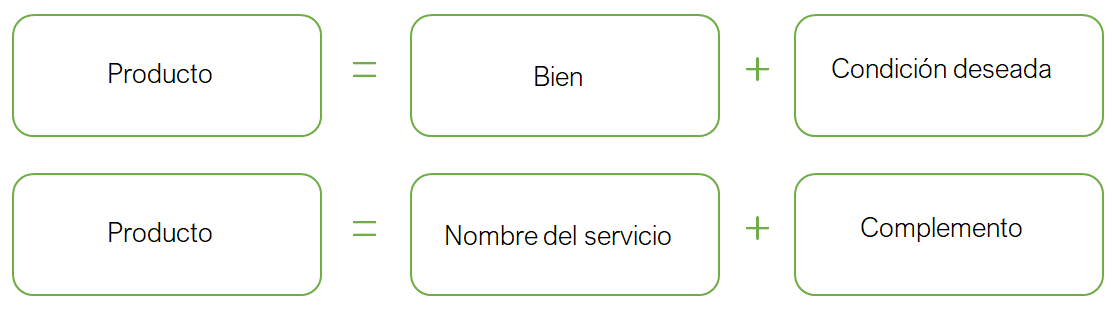 Producto = Bien + Condición deseada
Producto = Nombre del servicio + Complemento